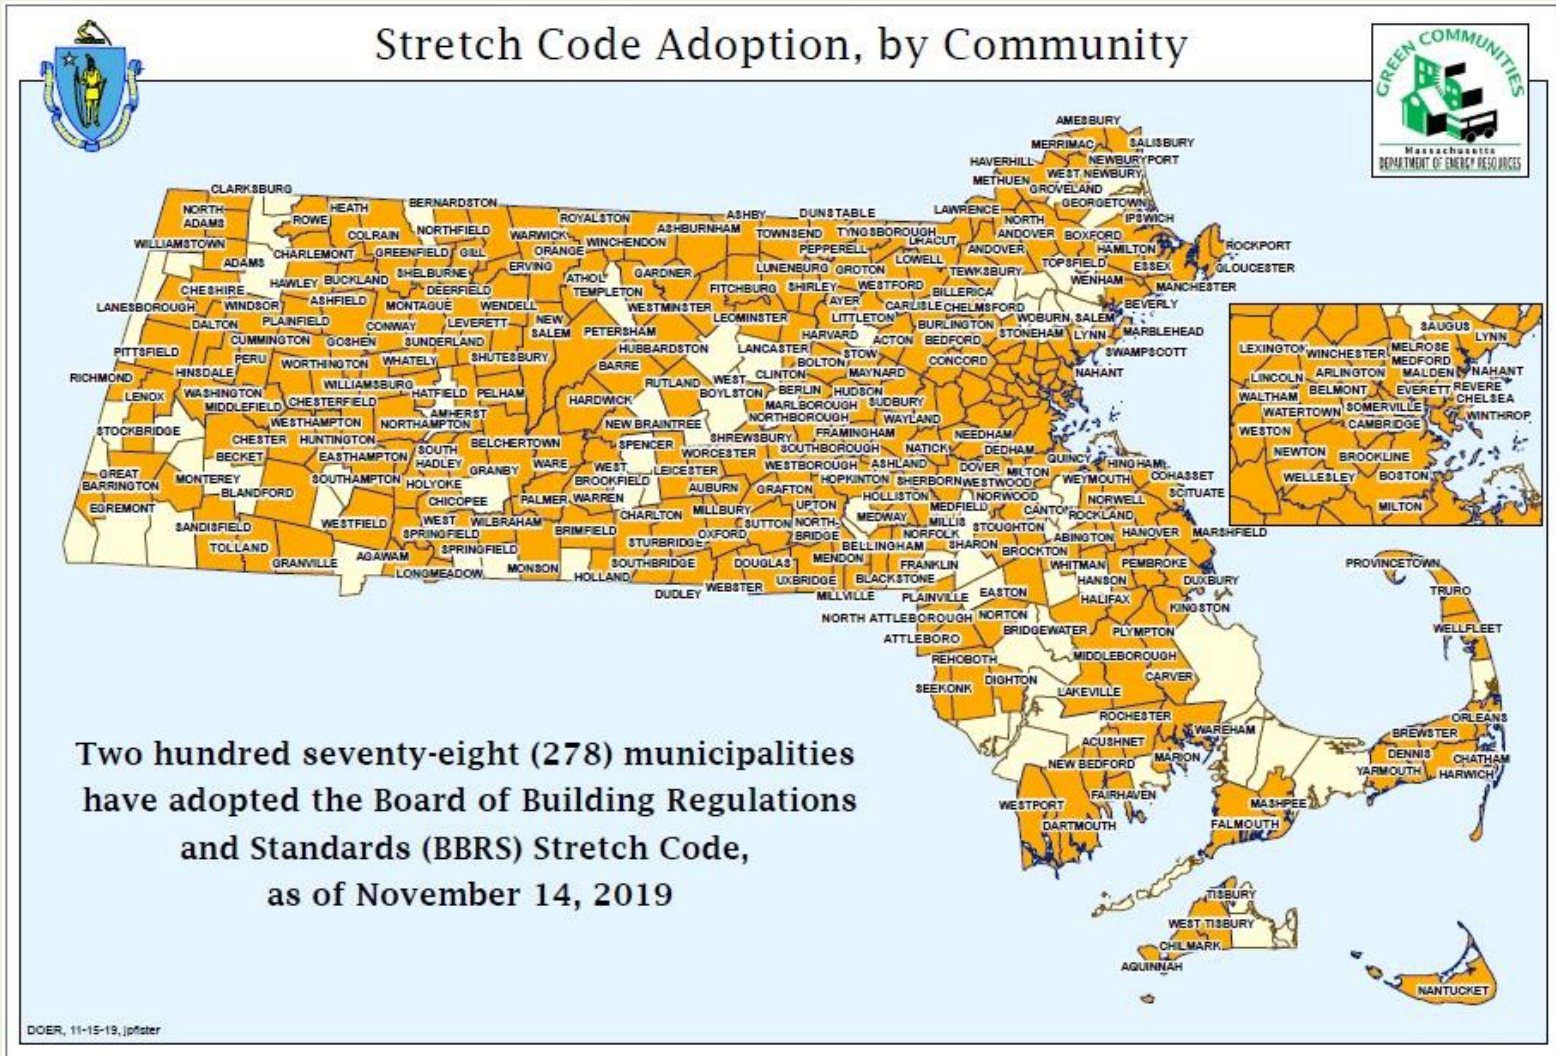 Stretch Code Adoption, by Community
GREEN COMMUNITIES
Massachusetts
DEPARTMENT OF ENERGY RESOURCES
AMESBURY
MERRIMAC
SALISBURY
HAVERHILL
NEWBURYPORT
METHUEN
WEST NEWBURY
GROVELAND
GEORGETOWN
CLARKSBURG
NORTH
ADAMS
ROWE
HEATH
BERNARDSTON
ROYALSTON
ASHBY
DUNSTABLE
LAWRENCE
NORTH
ANDOVER
IPSWICH
COLRAIN
NORTHFIELD
WARWICK
WINCHENDON
ASHBURNHAM
TOWNSEND
TYNGSBOROUGH
DRACUT
ANDOVER
BOXFORD
HAMILTON
ROCKPORT
WILLIAMSTOWN
ADAMS
CHARLEMONT
GREENFIELD
GILL
ORANGE
PEPPERELL
LOWELL
TOPSFIELD
ESSEX
GLOUCESTER
CHESHIRE
HAWLEY
BUCKLAND
SHELBURNE
ERVING
ATHOL
GARDNER
LUNENBURG
GROTON
TEWKSBURY
WENHAM
MANCHESTER
LANESBOROUGH
WINDSOR
ASHFIELD
DEERFIELD
MONTAGUE
WENDELL
TEMPLETON
WESTMINSTER
FITCHBURG
SHIRLEY
WESTFORD
BILLERICA
AYER
CARLISLE
CHELMSFORD
BEVERLY
DALTON
PLAINFIELD
CONWAY
LEVERETT
NEW
SALEM
PETERSHAM
LEOMINSTER
LITTLETON
BURLINGTON
WOBURN
SALEM
STONEHAM
LYNN
MARBLEHEAD
CUMMINGTON
GOSHEN
SUNDERLAND
HUBBARDSTON
HARVARD
ACTON
BEDFORD
SWAMPSCOTT
PITTSFIELD
PERU
WORTHINGTON
WHATELY
SHUTESBURY
BARRE
LANCASTER
STOW
BOLTON
CONCORD
NAHANT
RICHMOND
HINSDALE
WILLIAMSBURG
RUTLAND
WEST
BOYLSTON
CLINTON
MAYNARD
LENOX
WASHINGTON
MIDDLEFIELD
CHESTERFIELD
HATFIELD
PELHAM
HARDWICK
BERLIN
HUDSON
SUDBURY
MARLBOROUGH
AMHERST
NORTHBOROUGH
WAYLAND
STOCKBRIDGE
WESTHAMPTON
NORTHAMPTON
NEW BRAINTREE
FRAMINGHAM
CHESTER
HUNTINGTON
BELCHERTOWN
SPENCER
SHREWSBURY
SOUTHBOROUGH
NATICK
NEEDHAM
BECKET
EASTHAMPTON
SOUTH
HADLEY
GRANBY
WARE
WEST
BROOKFIELD
WORCESTER
LEICESTER
WESTBOROUGH
ASHLAND
DEDHAM
DOVER
MILTON
QUINCY
HINGHAM
GREAT
BARRINGTON
MONTEREY
SOUTHAMPTON
HOLYOKE
HOPKINTON
SHERBORN
WESTWOOD
WEYMOUTH
COHASSET
BLANDFORD
CHICOPEE
PALMER
WARREN
AUBURN
GRAFTON
HOLLISTON
NORWOOD
NORWELL
SCITUATE
EGREMONT
SANDISFIELD
WESTFIELD
WEST
SPRINGFIELD
WILBRAHAM
BRIMFIELD
CHARLTON
MILLBURY
UPTON
MEDWAY
MEDFIELD
CANTON
ROCKLAND
TOLLAND
SPRINGFIELD
STURBRIDGE
OXFORD
SUTTON
NORTH-
BRIDGE
MILLIS
NORFOLK
STOUGHTON
ABINGTON
HANOVER
MARSHFIELD
GRANVILLE
AGAWAM
LONGMEADOW
MONSON
HOLLAND
SOUTHBRIDGE
DOUGLAS
MENDON
BELLINGHAM
SHARON
BROCKTON
DUDLEY
WEBSTER
UXBRIDGE
BLACKSTONE
FRANKLIN
WHITMAN
PEMBROKE
MILLVILLE
PLAINVILLE
EASTON
HANSON
DUXBURY
HALIFAX
KINGSTON
NORTH ATTLEBOROUGH
NORTON
ATTLEBORO
BRIDGEWATER
PLYMPTON
REHOBOTH
MIDDLEBOROUGH
SEEKONK
DIGHTON
LAKEVILLE
CARVER
ROCHESTER
ACUSHNET
WAREHAM
NEW BEDFORD
MARION
WESTPORT
FAIRHAVEN
DARTMOUTH
MASHPEE
FALMOUTH
PROVINCETOWN
TRURO
WELLFLEET
ORLEANS
BREWSTER
DENNIS
CHATHAM
YARMOUTH
HARWICH
TISBURY
WEST TISBURY
CHILMARK
AQUINNAH
NANTUCKET
SAUGUS
LYNN
LEXINGTON
WINCHESTER
MELROSE
MEDFORD
ARLINGTON
MALDEN
NAHANT
LINCOLN
BELMONT
EVERETT
REVERE
WALTHAM
CHELSEA
WATERTOWN
SOMERVILLE
WINTHROP
WESTON
CAMBRIDGE
NEWTON
BROOKLINE
WELLESLEY
BOSTON
MILTON
Two hundred seventy-eight (278) municipalities
have adopted the Board of Building Regulations
and Standards (BBRS) Stretch Code,
as of November 14, 2019
DOER, 11-15-19, jpfister